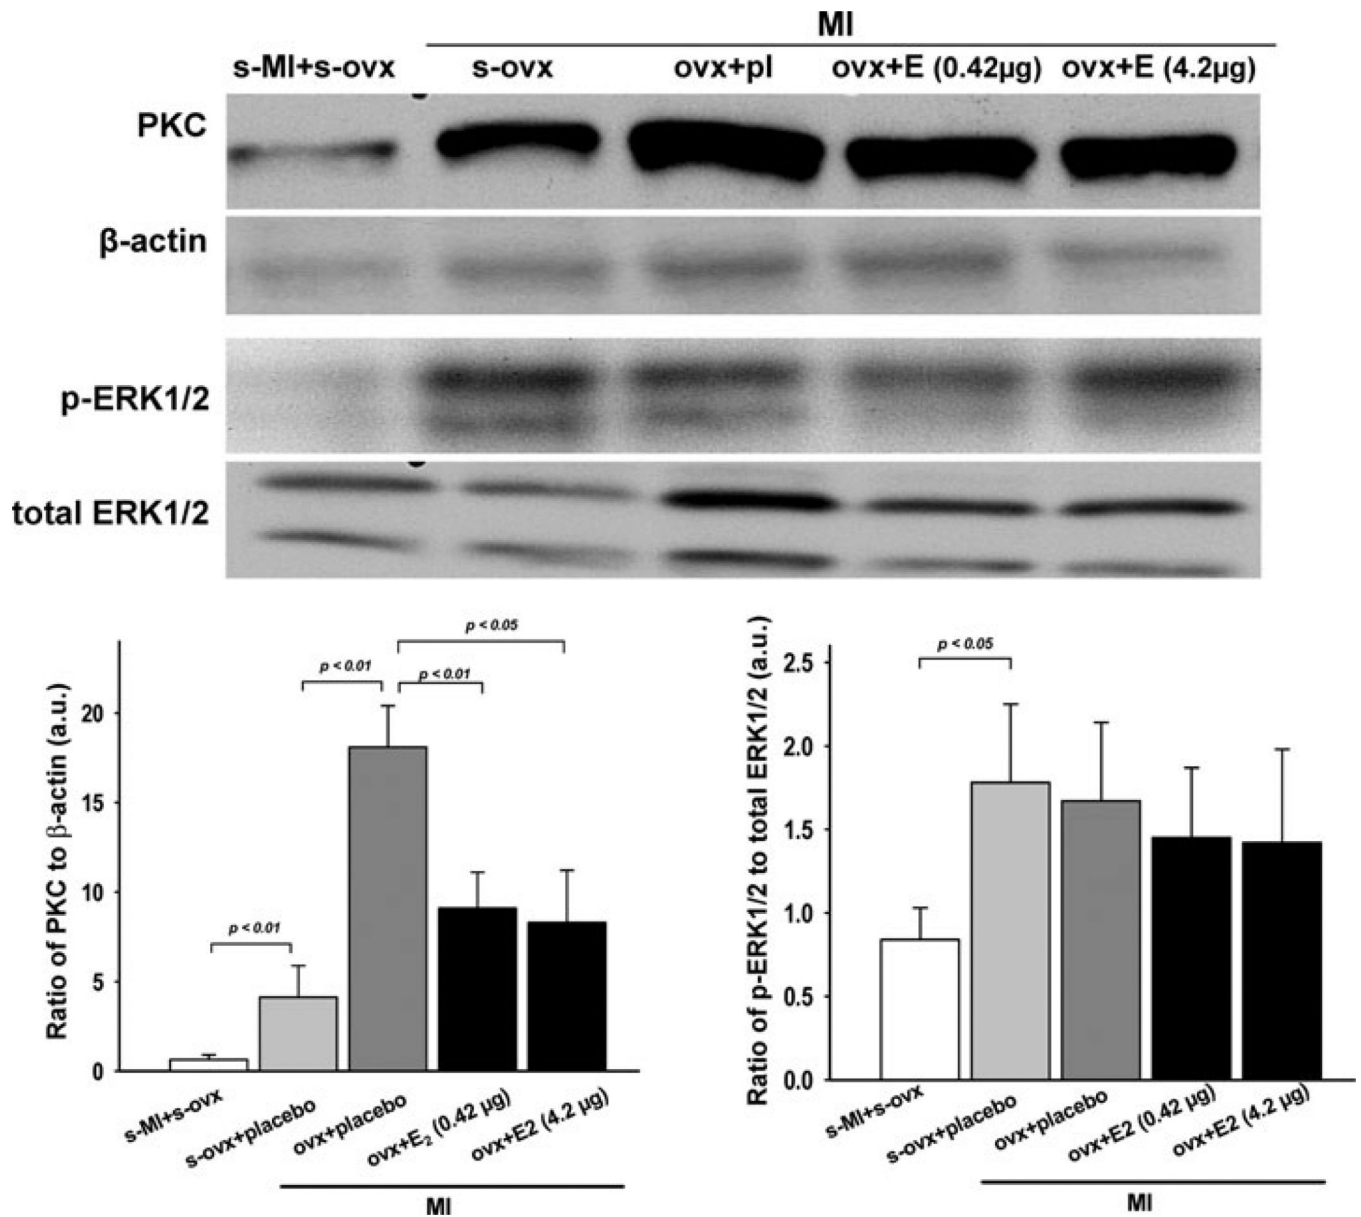 MI
s-MI+s-ovx s-ovx ovx+pl ovx+E (0.42µg) ovx+E (4.2µg)
PKC
β-actin
p-ERK1/2
total ERK1/2
Ratio of PKC to β-actin (a.u.)
20
15
10
5
0
p < 0.05
p < 0.01
p < 0.01
p < 0.01
s-MI+s-ovx
s-ovx+placebo
ovx+placebo
ovx+E₂ (0.42 µg)
ovx+E2 (4.2 µg)
MI
Ratio of p-ERK1/2 to total ERK1/2 (a.u.)
2.5
2.0
1.5
1.0
0.5
0.0
p < 0.05
s-MI+s-ovx
s-ovx+placebo
ovx+placebo
ovx+E2 (0.42 µg)
ovx+E2 (4.2 µg)
MI